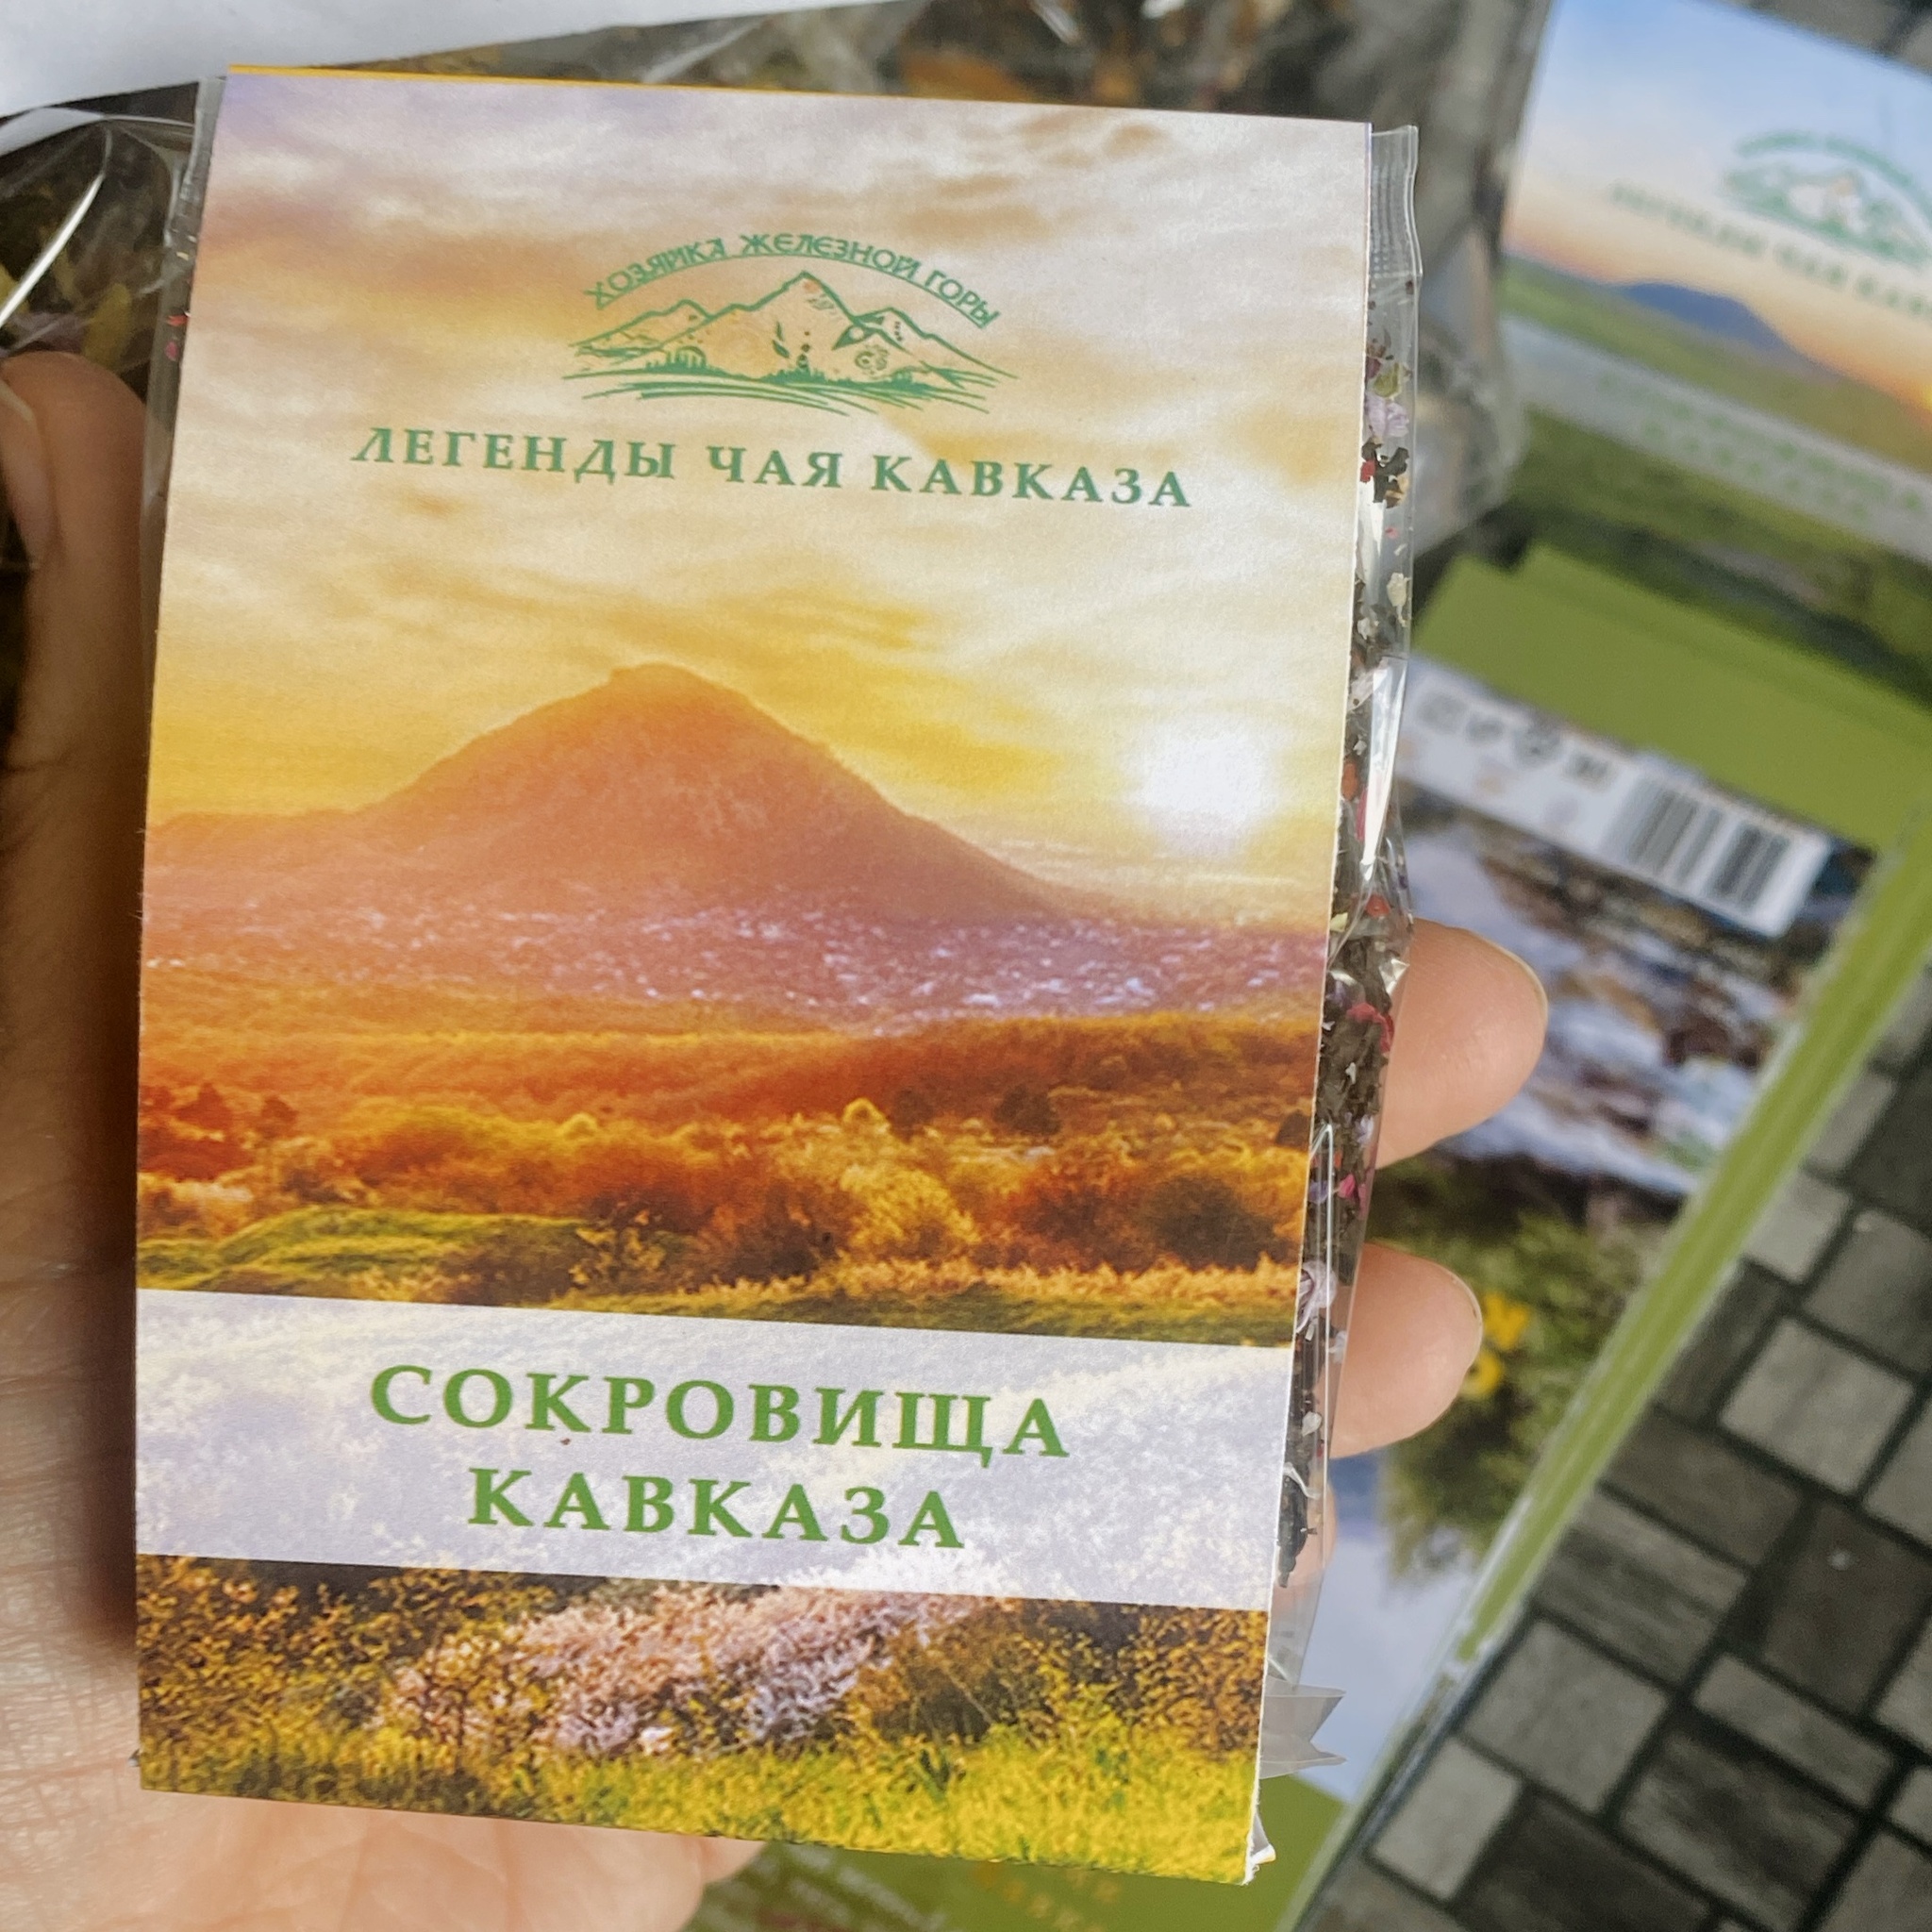 ХОЗЯЙКА ЖЕЛЕЗНОЙ ГОРЫ
ЛЕГЕНДЫ ЧАЯ КАВКАЗА
СОКРОВИЩА
КАВКАЗА